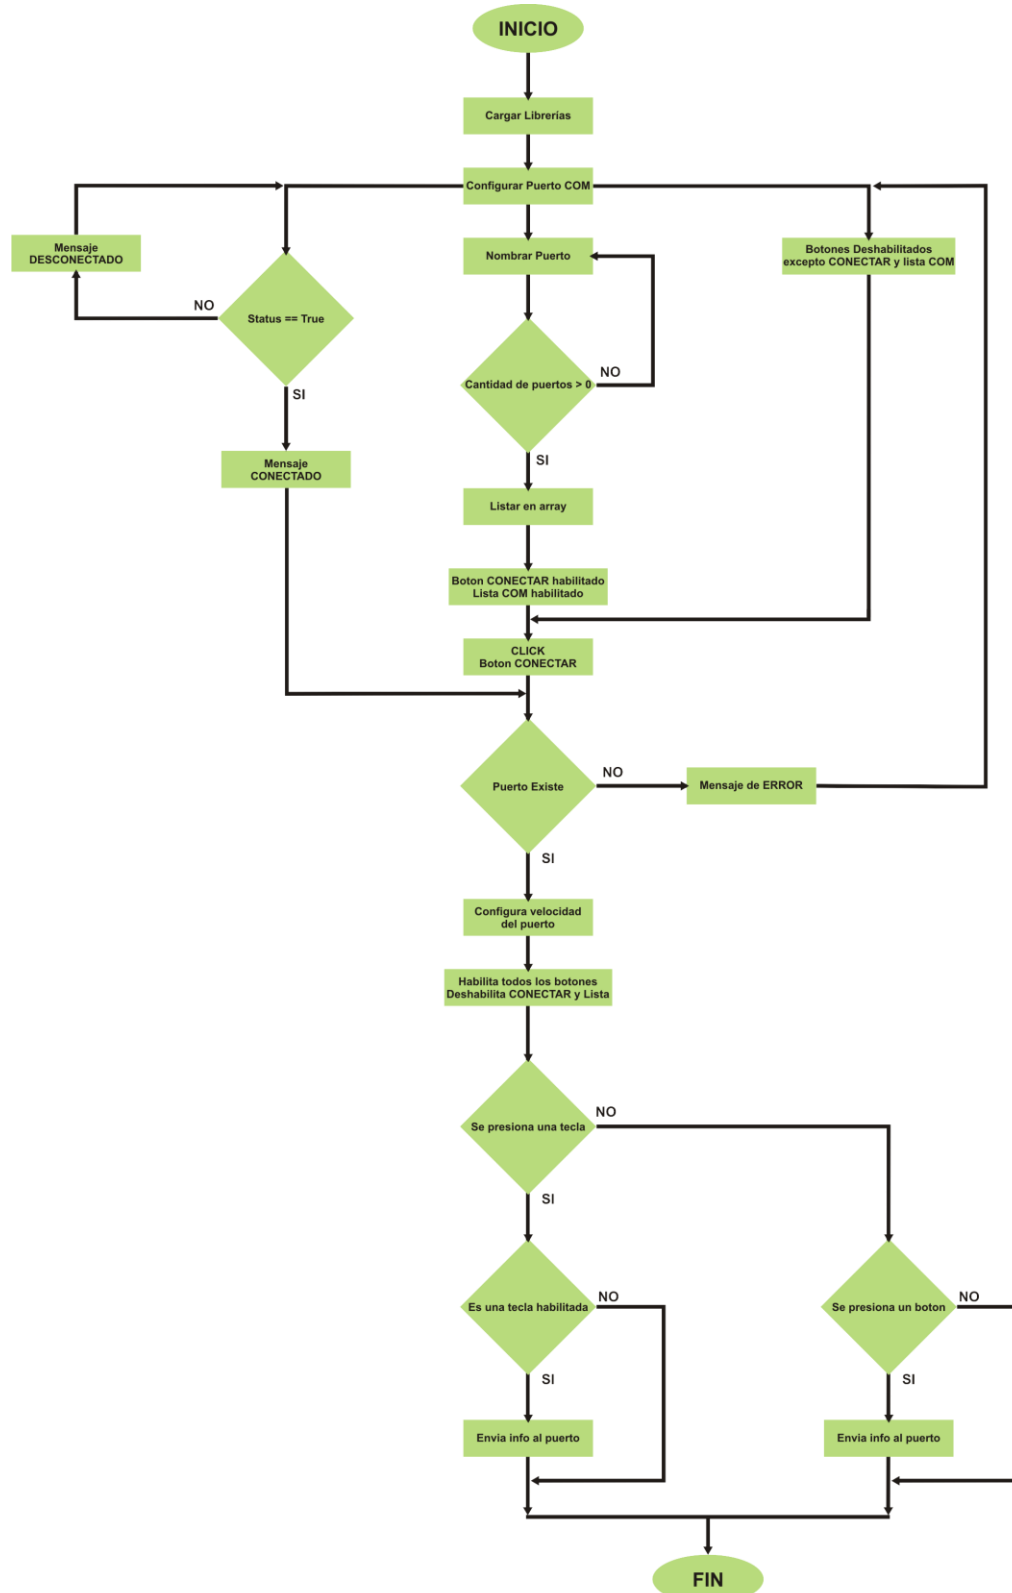 INICIO
Cargar Librerías
Configurar Puerto COM
Mensaje
DESCONECTADO
Nombrar Puerto
Botones Deshabilitados
excepto CONECTAR y lista COM
NO
Status == True
SI
Cantidad de puertos > 0
NO
SI
Mensaje
CONECTADO
Listar en array
Boton CONECTAR habilitado
Lista COM habilitado
CLICK
Boton CONECTAR
Puerto Existe
NO
Mensaje de ERROR
SI
Configura velocidad
del puerto
Habilita todos los botones
Deshabilita CONECTAR y Lista
Se presiona una tecla
NO
SI
Es una tecla habilitada
NO
Se presiona un boton
NO
SI
SI
Envia info al puerto
Envia info al puerto
FIN